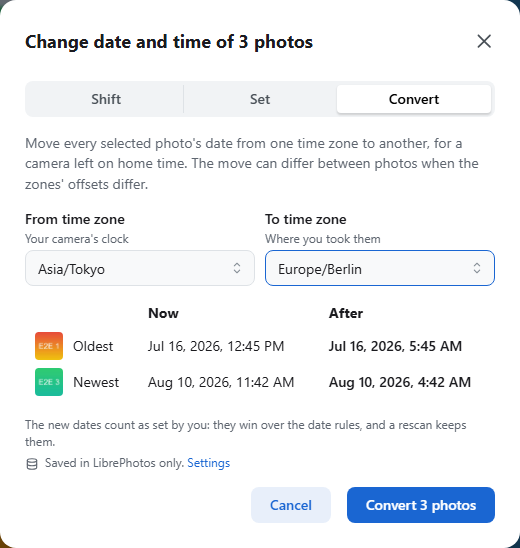 Change date and time of 3 photos
Shift Set Convert
Move every selected photo's date from one time zone to another, for a
camera left on home time. The move can differ between photos when the
zones' offsets differ.
From time zone To time zone
Your camera's clock Where you took them
Asia/Tokyo Europe/Berlin
Now After
E2E 1 Oldest Jul 16, 2026, 12:45 PM Jul 16, 2026, 5:45 AM
E2E 3 Newest Aug 10, 2026, 11:42 AM Aug 10, 2026, 4:42 AM
The new dates count as set by you: they win over the date rules, and a rescan keeps
them.
Saved in LibrePhotos only. Settings
Cancel Convert 3 photos